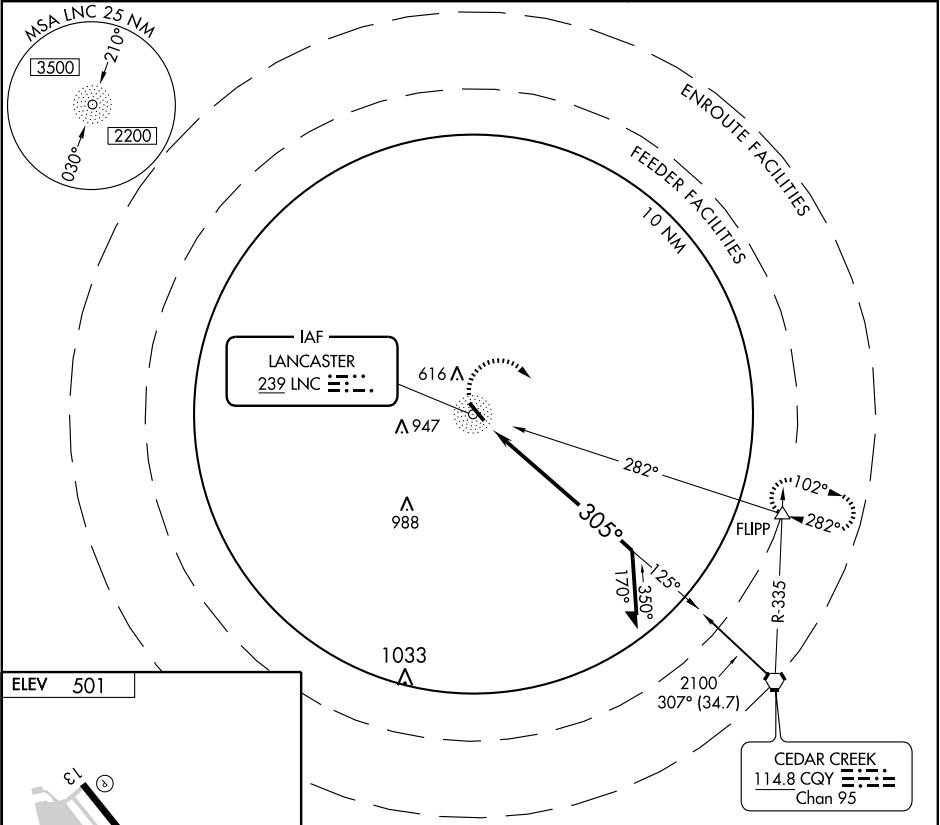 MSA LNC 25 NM
210°
3500
2200
030°
ENROUTE FACILITIES
FEEDER FACILITIES
10 NM
IAF
LANCASTER
239 LNC
616
947
988
282°
102°
282°
FLIPP
305°
125°
170°
350°
R-335
1033
2100
307° (34.7)
CEDAR CREEK
114.8 CQY
Chan 95
ELEV 501
13
P